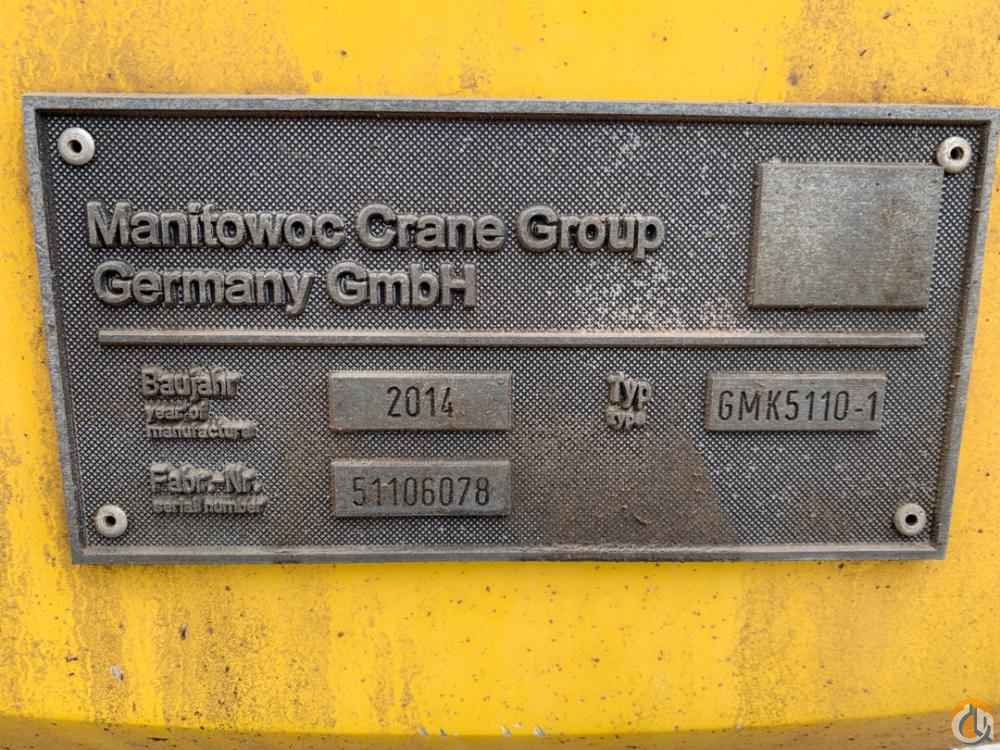 Manitowoc Crane Group
Germany GmbH
Baujahr
year of
manufacture
2014
Typ
type
GMK5110-1
Fabr.-Nr.
serial number
51106078